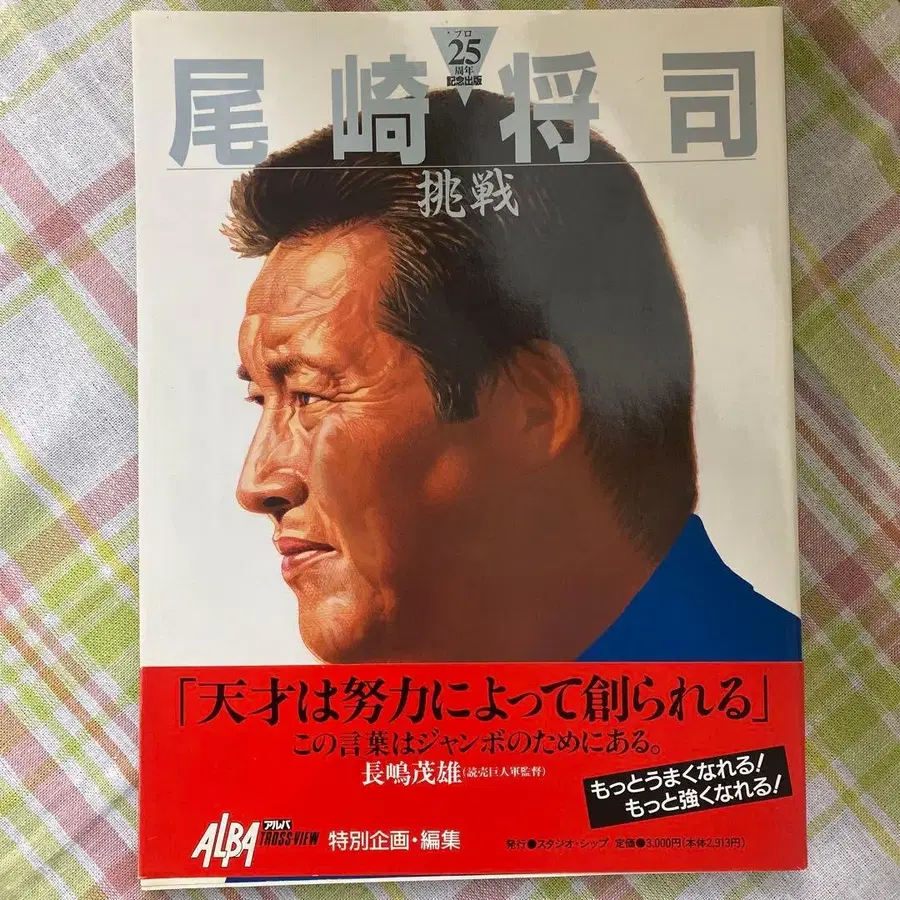 プロ
25
周年
記念出版
尾崎将司
挑戦
「天才は努力によって創られる」
この言葉はジャンボのためにある。
長嶋茂雄(読売巨人軍監督)
もっとうまくなれる!
もっと強くなれる!
アルバ
ALBA TROSS-VIEW 特別企画・編集
発行●スタジオ・シップ/定価●3,000円(本体2,913円)